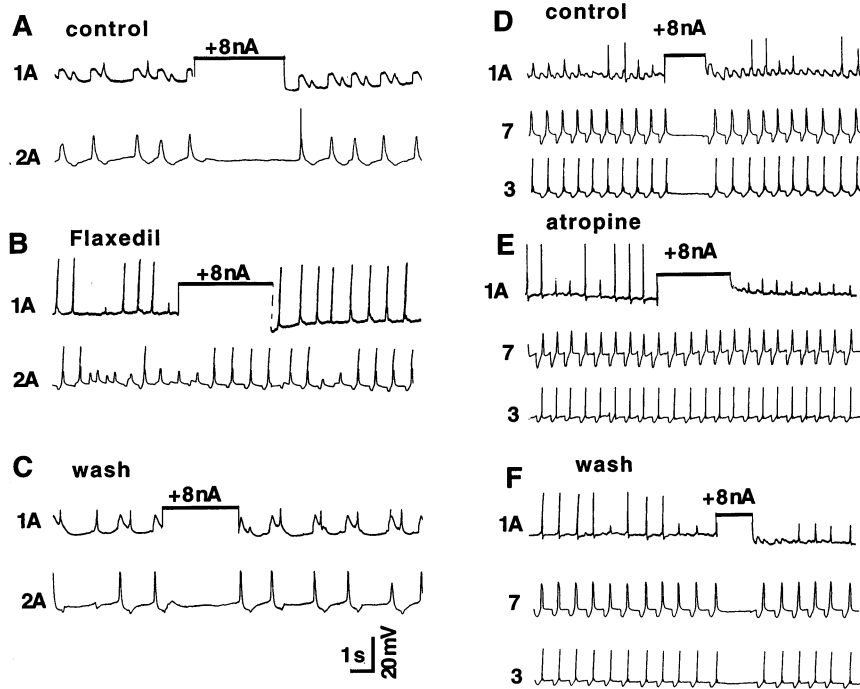 A
control
+8nA
1A
2A
B
Flaxedil
+8nA
1A
2A
C
wash
+8nA
1A
2A
1s
20mV
D
control
+8nA
1A
7
3
E
atropine
+8nA
1A
7
3
F
wash
+8nA
1A
7
3